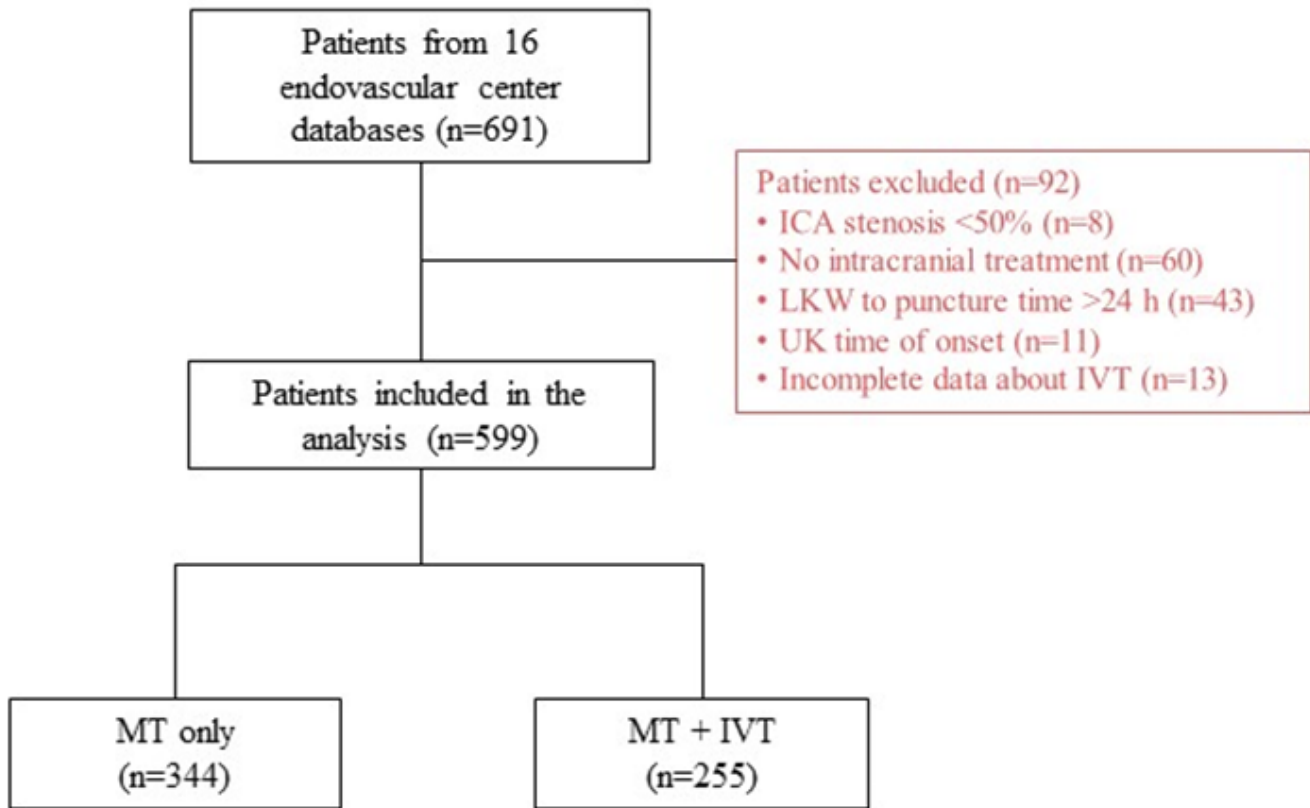 Patients from 16
endovascular center
databases (n=691)
Patients excluded (n=92)
• ICA stenosis <50% (n=8)
• No intracranial treatment (n=60)
• LKW to puncture time >24 h (n=43)
• UK time of onset (n=11)
• Incomplete data about IVT (n=13)
Patients included in the
analysis (n=599)
MT only
(n=344)
MT + IVT
(n=255)